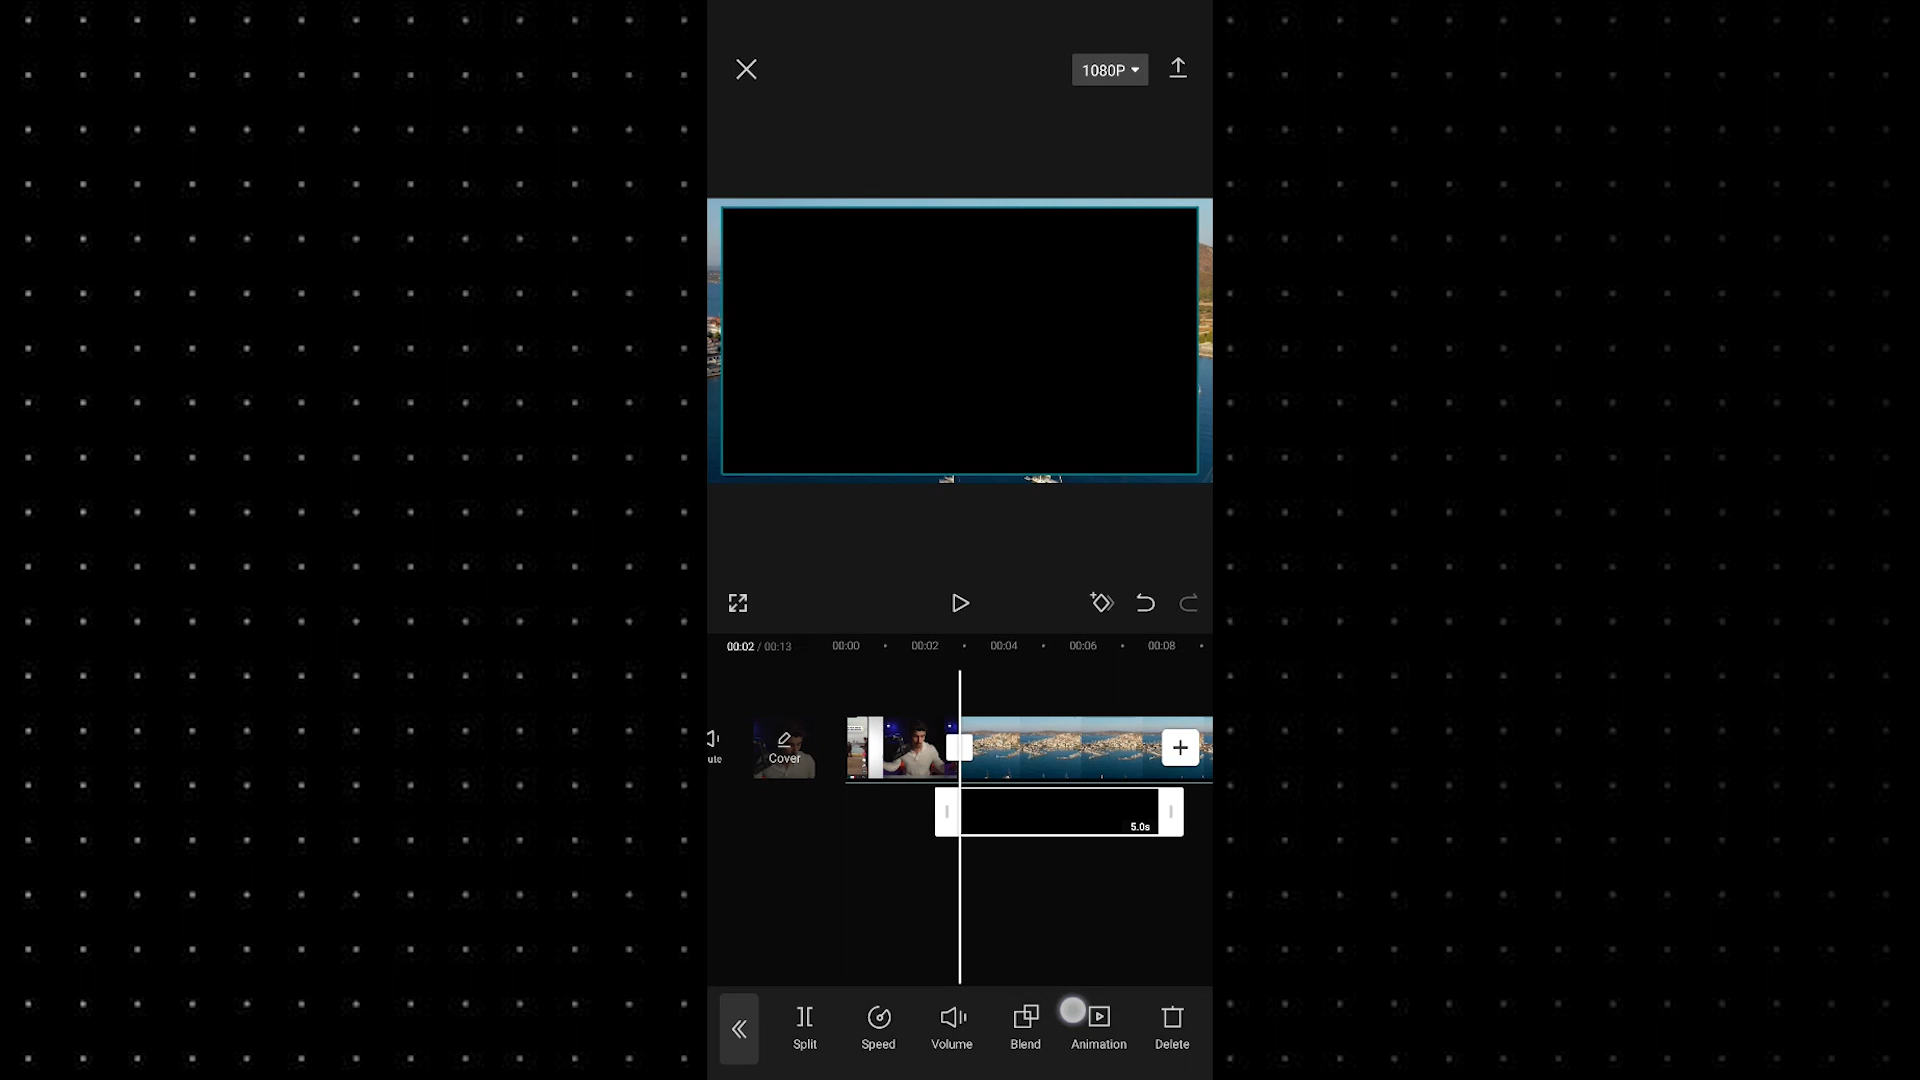 1080P
00:02 / 00:13
00:00
00:02
00:04
00:06
00:08
ute
Cover
5.0s
Split
Speed
Volume
Blend
Animation
Delete